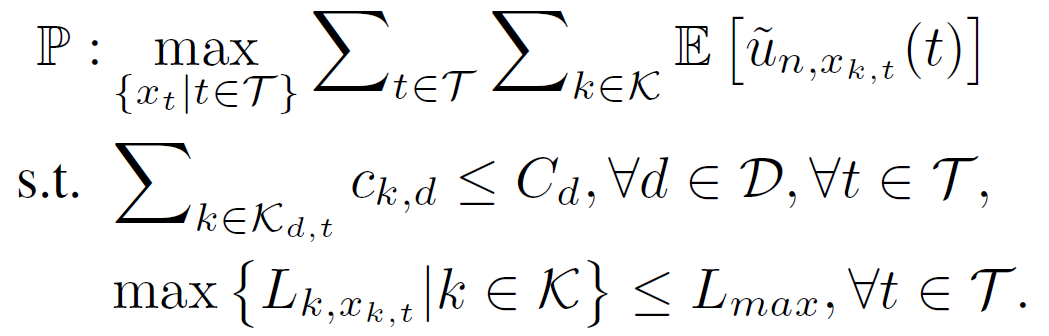 ℙ : max_{{x_t|t∈𝒯}} ∑_{t∈𝒯} ∑_{k∈𝒦} 𝔼 [ũ_{n,x_{k,t}}(t)]
s.t. ∑_{k∈𝒦_{d,t}} c_{k,d} ≤ C_d, ∀d ∈ 𝒟, ∀t ∈ 𝒯,
max {L_{k,x_{k,t}}|k ∈ 𝒦} ≤ L_{max}, ∀t ∈ 𝒯.